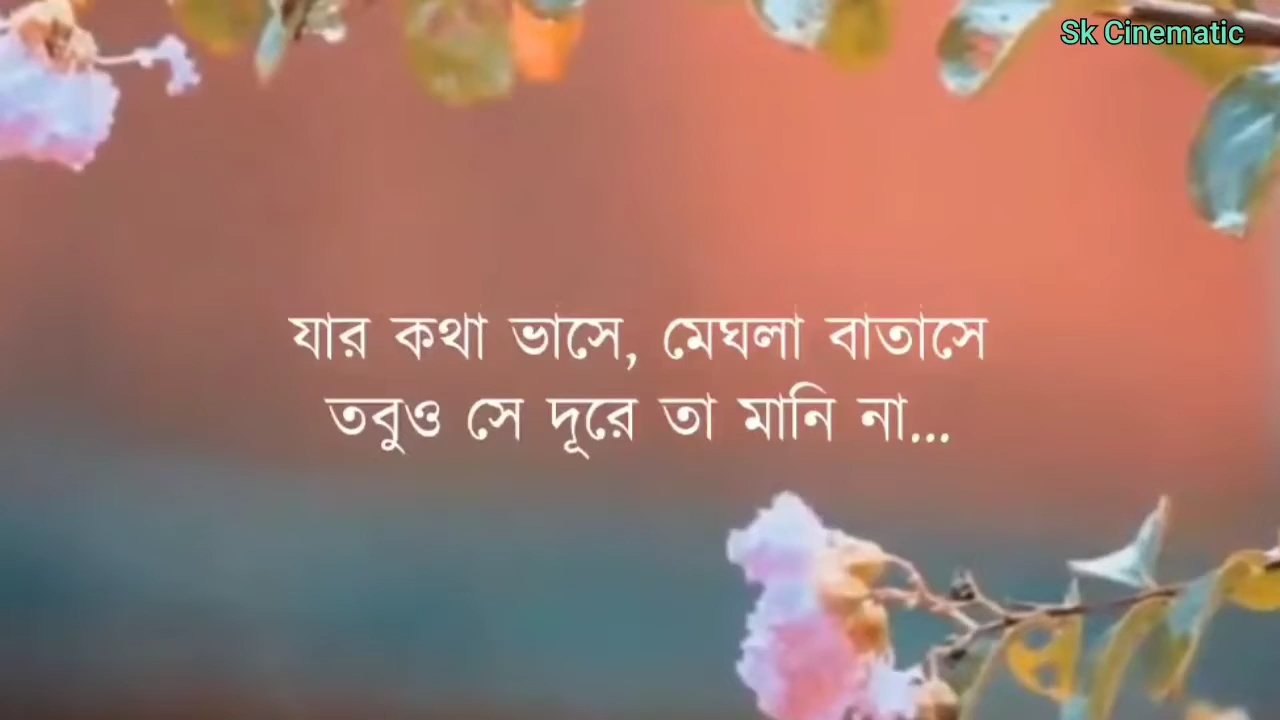 Sk Cinematic
যার কথা ভাসে, মেঘলা বাতাসে
তবুও সে দূরে তা মানি না...